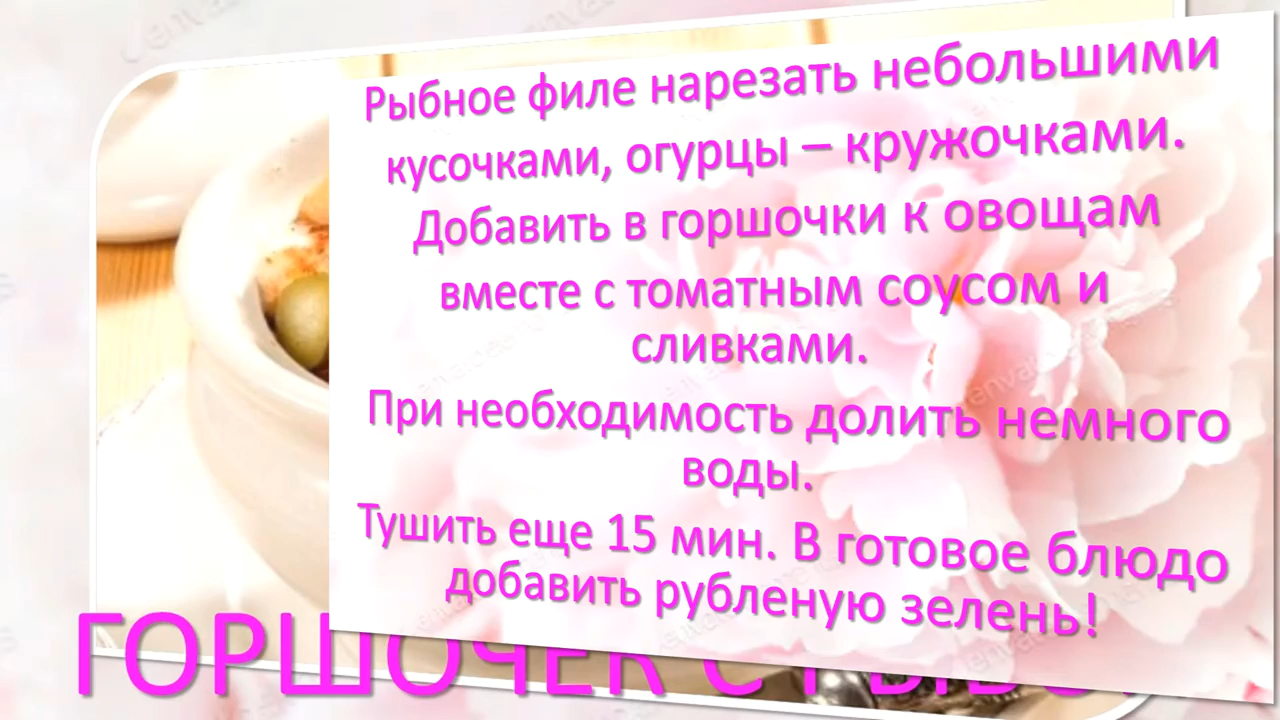 Рыбное филе нарезать небольшими
кусочками, огурцы – кружочками.
Добавить в горшочки к овощам
вместе с томатным соусом и
сливками.
При необходимость долить немного
воды.
Тушить еще 15 мин. В готовое блюдо
добавить рубленую зелень!
ГОРШОЧЕК С